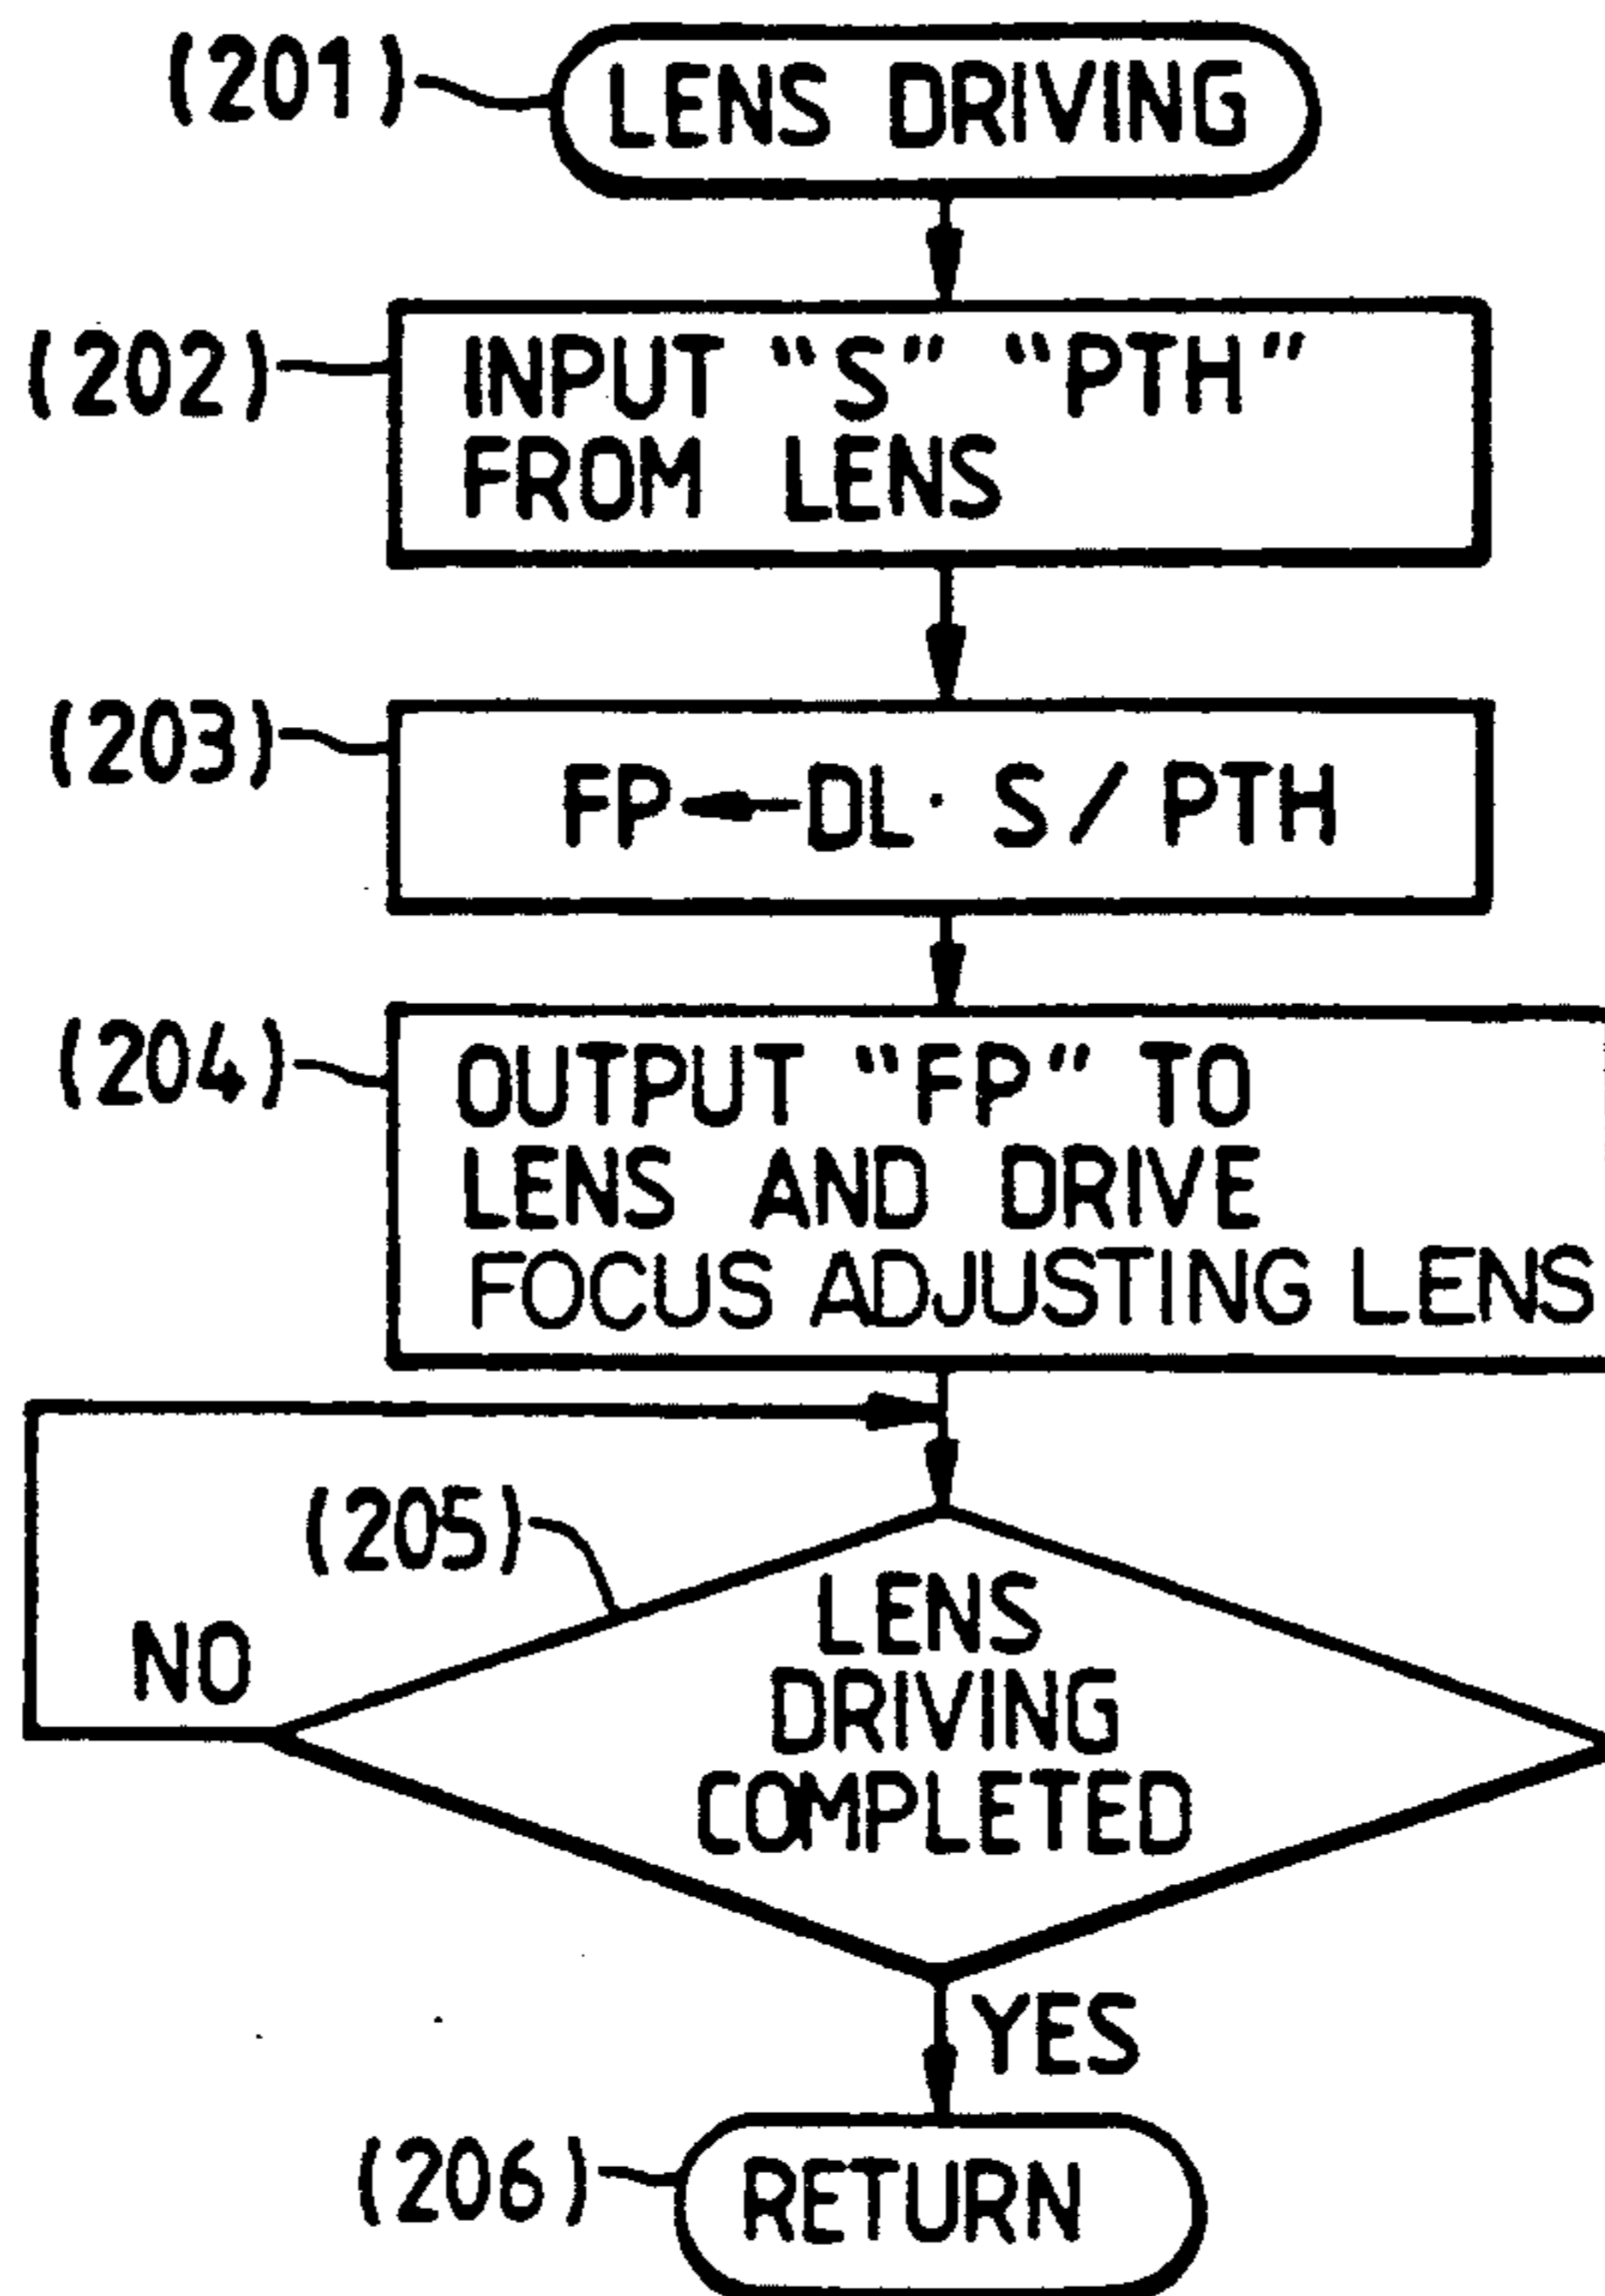 (201) LENS DRIVING
(202) INPUT “S” “PTH”
FROM LENS
(203) FP←DL· S / PTH
(204) OUTPUT “FP” TO
LENS AND DRIVE
FOCUS ADJUSTING LENS
(205)
NO
LENS
DRIVING
COMPLETED
YES
(206) RETURN